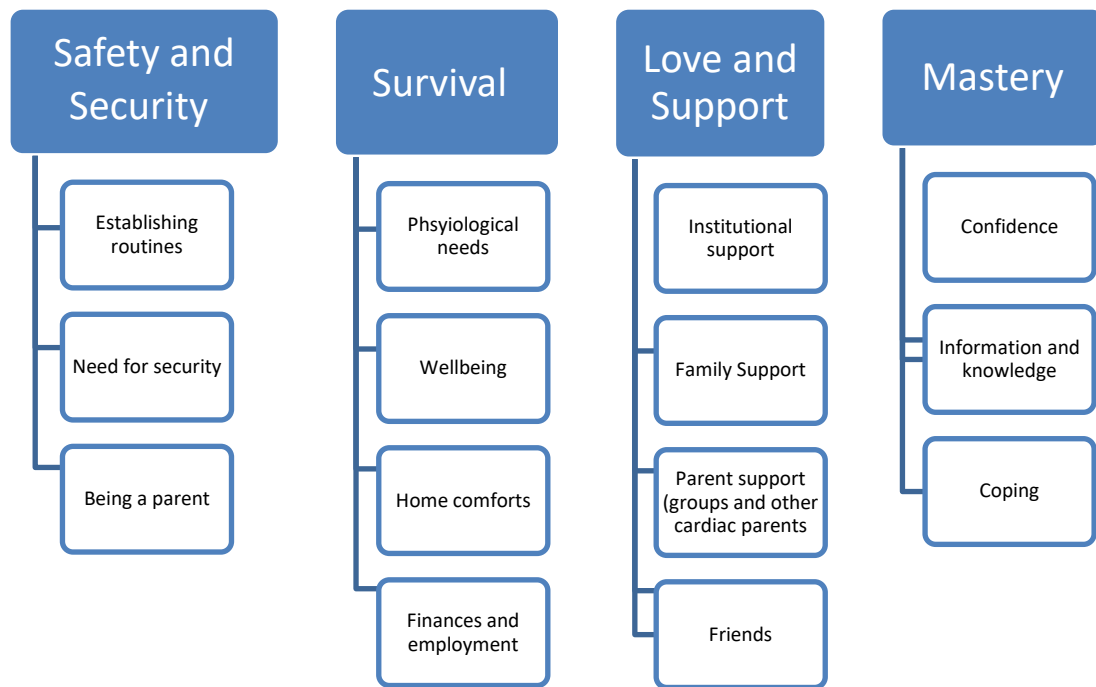 Safety and
Security
Establishing
routines
Need for security
Being a parent
Survival
Phsyiological
needs
Wellbeing
Home comforts
Finances and
employment
Love and
Support
Institutional
support
Family Support
Parent support
(groups and other
cardiac parents
Friends
Mastery
Confidence
Information and
knowledge
Coping